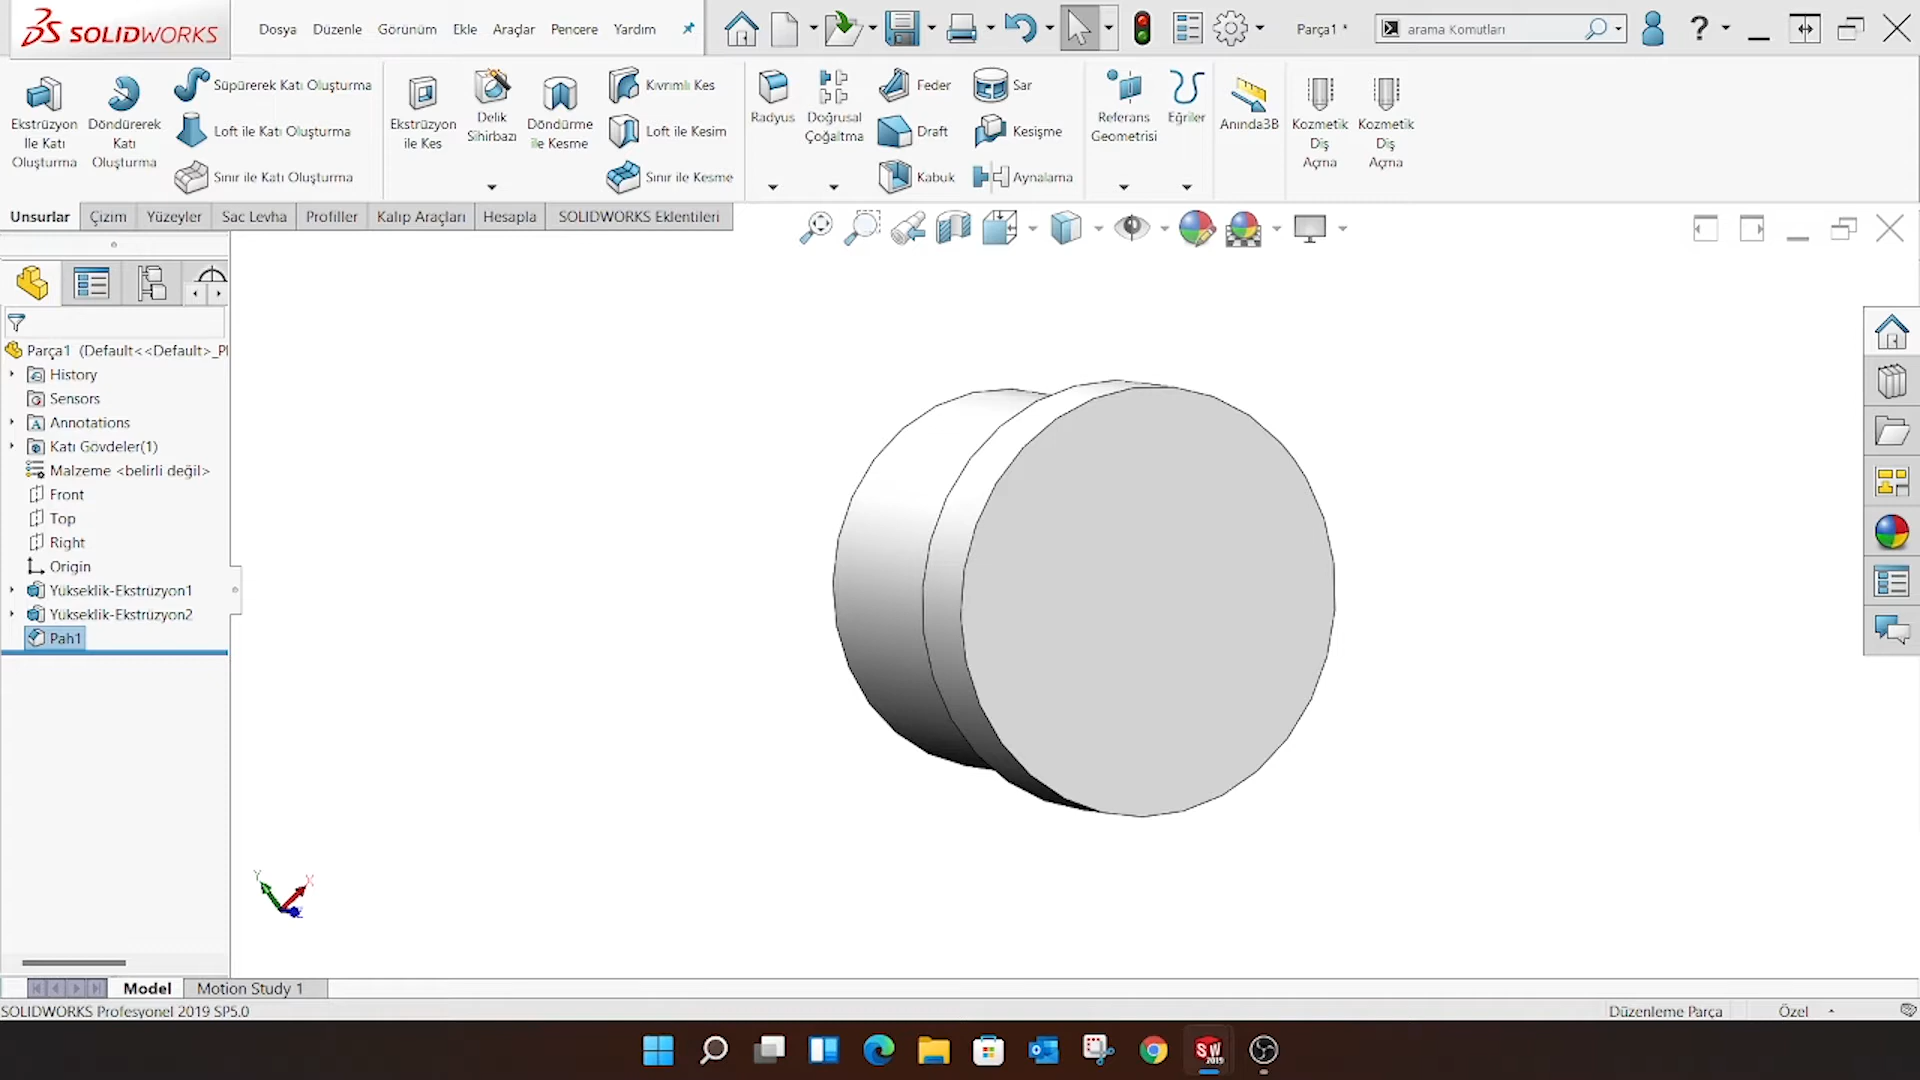 SOLIDWORKS
Dosya Düzenle Görünüm Ekle Araçlar Pencere Yardım
Parça1 *
arama Komutları
Ekstrüzyon
İle Katı
Oluşturma
Döndürerek
Katı
Oluşturma
Süpürerek Katı Oluşturma
Loft ile Katı Oluşturma
Sınır ile Katı Oluşturma
Ekstrüzyon
ile Kes
Delik
Sihirbazı
Döndürme
ile Kesme
Kıvrımlı Kes
Loft ile Kesim
Sınır ile Kesme
Radyus
Doğrusal
Çoğaltma
Feder
Draft
Kabuk
Sar
Kesişme
Aynalama
Referans
Geometrisi
Eğriler
Anında3B
Kozmetik
Diş
Açma
Kozmetik
Diş
Açma
Unsurlar Çizim Yüzeyler Sac Levha Profiller Kalıp Araçları Hesapla SOLIDWORKS Eklentileri
Parça1 (Default<<Default>_Pl
History
Sensors
Annotations
Katı Govdeler(1)
Malzeme <belirli değil>
Front
Top
Right
Origin
Yükseklik-Ekstrüzyon1
Yükseklik-Ekstrüzyon2
Pah1
Y X
Z
Model Motion Study 1
SOLIDWORKS Profesyonel 2019 SP5.0
Düzenleme Parça Özel
SW
2019